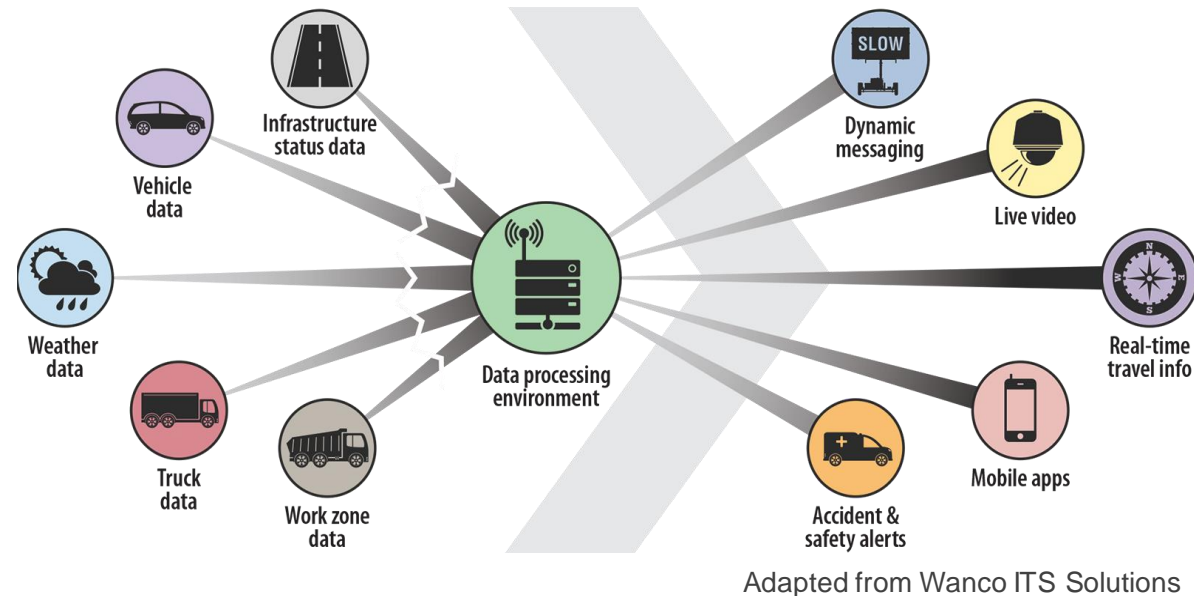 Infrastructure
status data
Vehicle
data
Weather
data
Truck
data
Work zone
data
Data processing
environment
SLOW
Dynamic
messaging
Live video
N
W
E
S
Real-time
travel info
Mobile apps
Accident &
safety alerts
Adapted from Wanco ITS Solutions